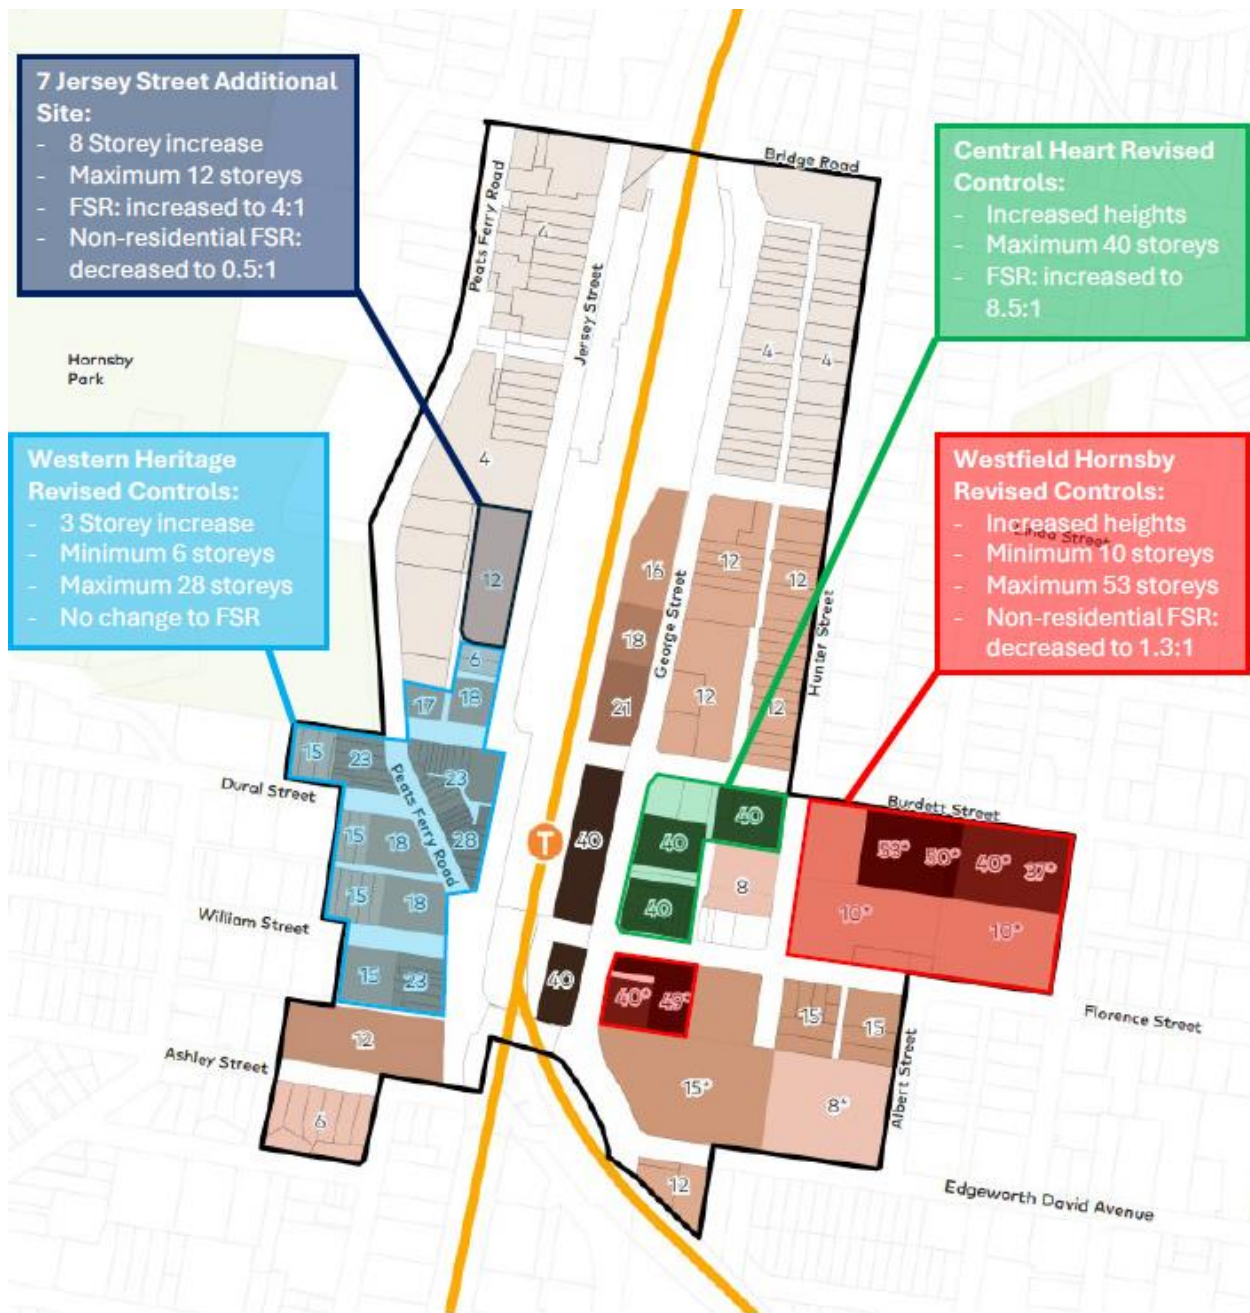 7 Jersey Street Additional
Site:
- 8 Storey increase
- Maximum 12 storeys
- FSR: increased to 4:1
- Non-residential FSR:
decreased to 0.5:1
Central Heart Revised
Controls:
- Increased heights
- Maximum 40 storeys
- FSR: increased to
8.5:1
Western Heritage
Revised Controls:
- 3 Storey increase
- Minimum 6 storeys
- Maximum 28 storeys
- No change to FSR
Westfield Hornsby
Revised Controls:
- Increased heights
- Minimum 10 storeys
- Maximum 53 storeys
- Non-residential FSR:
decreased to 1.3:1
Bridge Road
Peats Ferry Road
Jersey Street
Hornsby
Park
4
4
4
4
12
16
12
12
18
George Street
Hunter Street
6
17
18
21
12
12
15
23
Peats Ferry Road
23
Dural Street
15
18
28
T
40
40
40
Burdett Street
53*
50*
40*
37*
8
15
18
40
10*
10*
William Street
15
23
40
40*
49*
Florence Street
12
15
15
Ashley Street
15*
8*
Albert Street
6
12
Edgeworth David Avenue